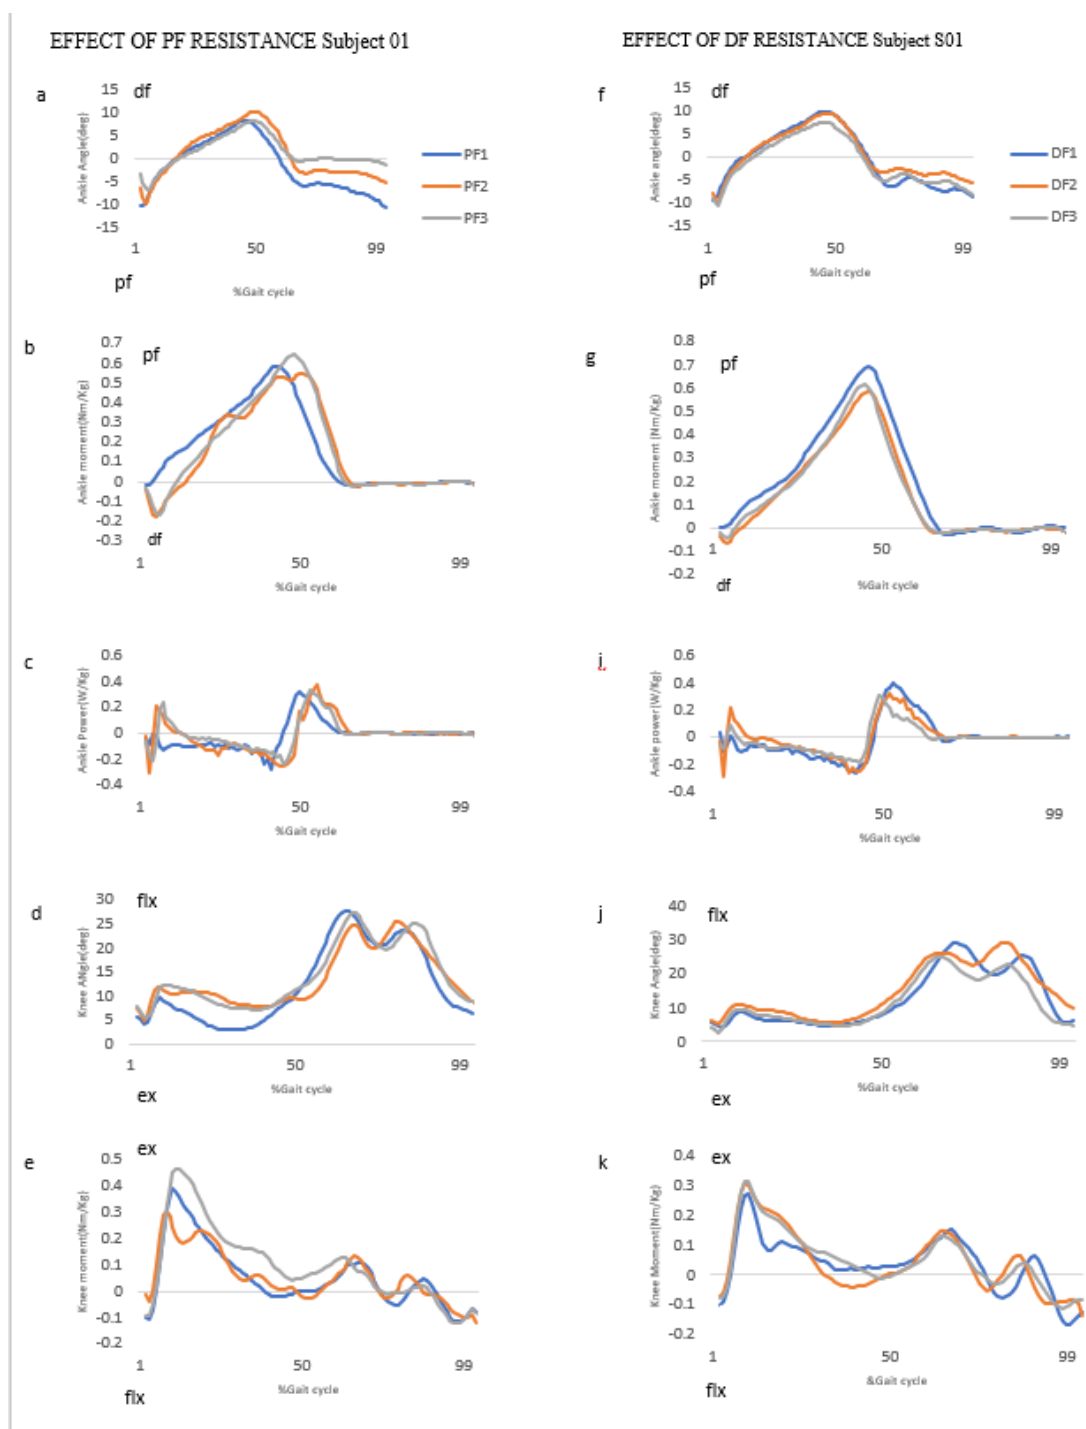 EFFECT OF PF RESISTANCE Subject 01
a
df
15
10
5
0
-5
-10
-15
Ankle Angle(deg)
1 50 99
pf
%Gait cycle
PF1
PF2
PF3
b
pf
0.7
0.6
0.5
0.4
0.3
0.2
0.1
0
-0.1
-0.2
-0.3
Ankle moment(Nm/Kg)
df
1 50 99
%Gait cycle
c
0.6
0.4
0.2
0
-0.2
-0.4
Ankle Power(W/Kg)
1 50 99
%Gait cycle
d
flx
30
25
20
15
10
5
0
Knee ANgle(deg)
1 50 99
%Gait cycle
ex
e
ex
0.5
0.4
0.3
0.2
0.1
0
-0.1
-0.2
Knee moment(Nm/Kg)
1 50 99
%Gait cycle
flx
EFFECT OF DF RESISTANCE Subject S01
f
df
15
10
5
0
-5
-10
-15
Ankle angle(deg)
1 50 99
pf
%Gait cycle
DF1
DF2
DF3
g
pf
0.8
0.7
0.6
0.5
0.4
0.3
0.2
0.1
0
-0.1
-0.2
Ankle moment (Nm/Kg)
1 50 99
df
%Gait cycle
i
0.6
0.4
0.2
0
-0.2
-0.4
Ankle power(W/Kg)
1 50 99
%Gait cycle
j
flx
40
30
20
10
0
Knee Angle(deg)
1 50 99
%Gait cycle
ex
k
ex
0.4
0.3
0.2
0.1
0
-0.1
-0.2
Knee Moment(Nm/Kg)
1 50 99
&Gait cycle
flx